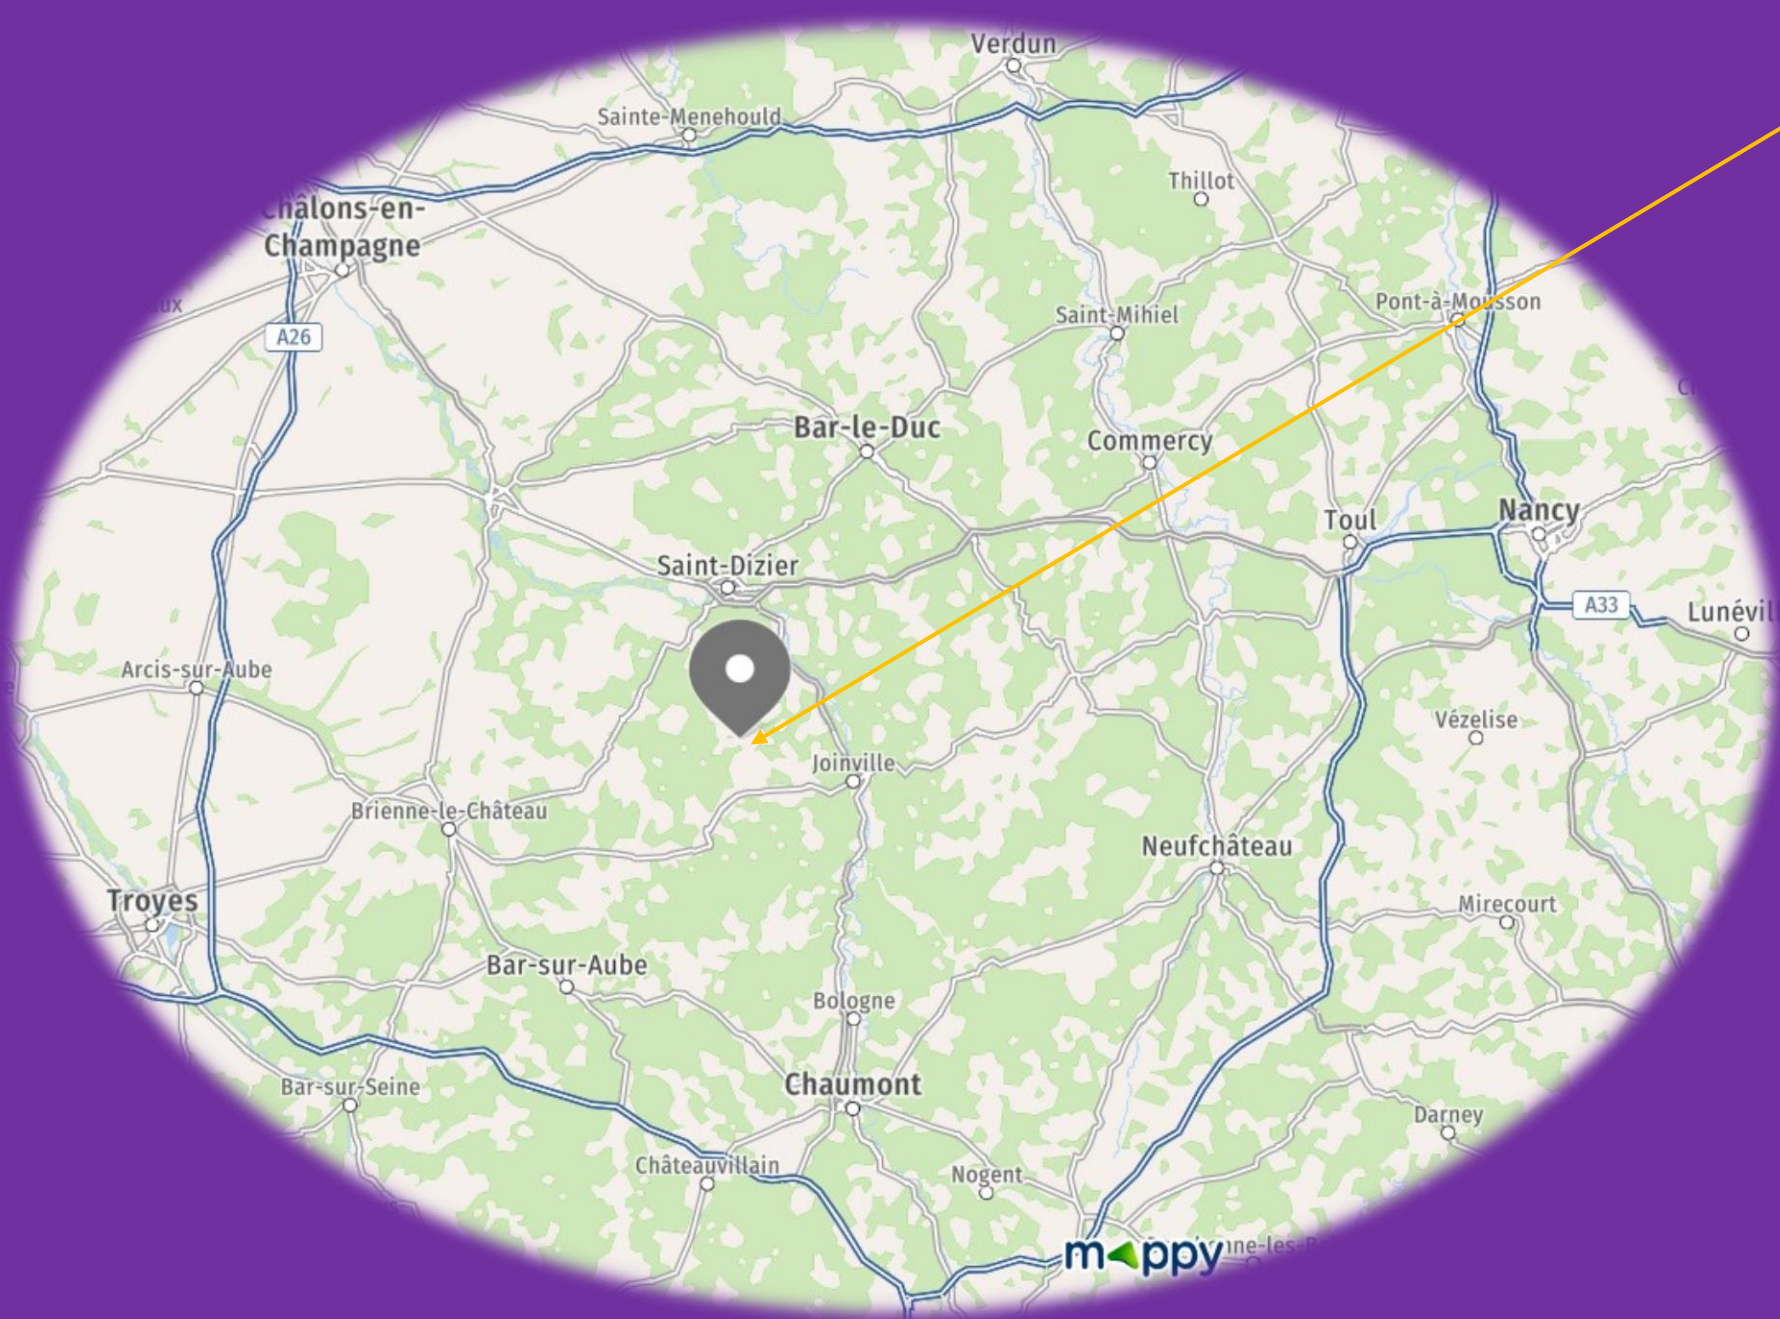 Verdun
Sainte-Menehould
Thillot
Châlons-en-
Champagne
Pont-à-Mousson
Saint-Mihiel
A26
Bar-le-Duc
Commercy
Nancy
Toul
Saint-Dizier
A33
Lunévil
Arcis-sur-Aube
Vézelise
Joinville
Brienne-le-Château
Neufchâteau
Troyes
Mirecourt
Bar-sur-Aube
Bologne
Chaumont
Bar-sur-Seine
Darney
Châteauvillain
Nogent
mappy